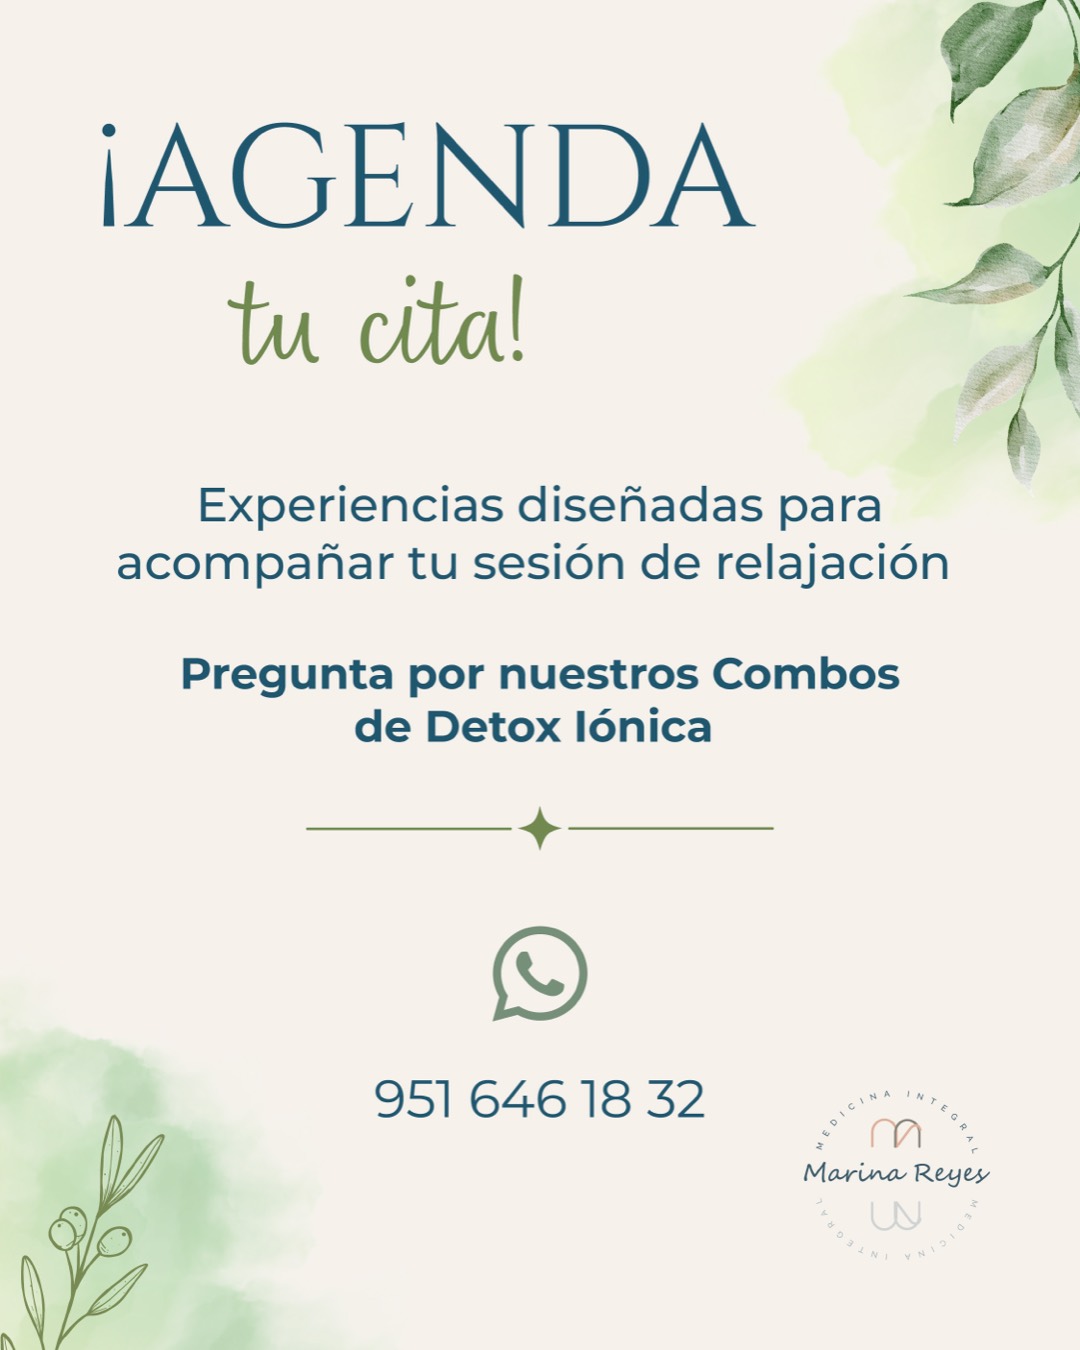 ¡AGENDA
tu cita!
Experiencias diseñadas para
acompañar tu sesión de relajación
Pregunta por nuestros Combos
de Detox Iónica
951 646 18 32
MEDICINA INTEGRAL
Marina Reyes
MEDICINA INTEGRAL